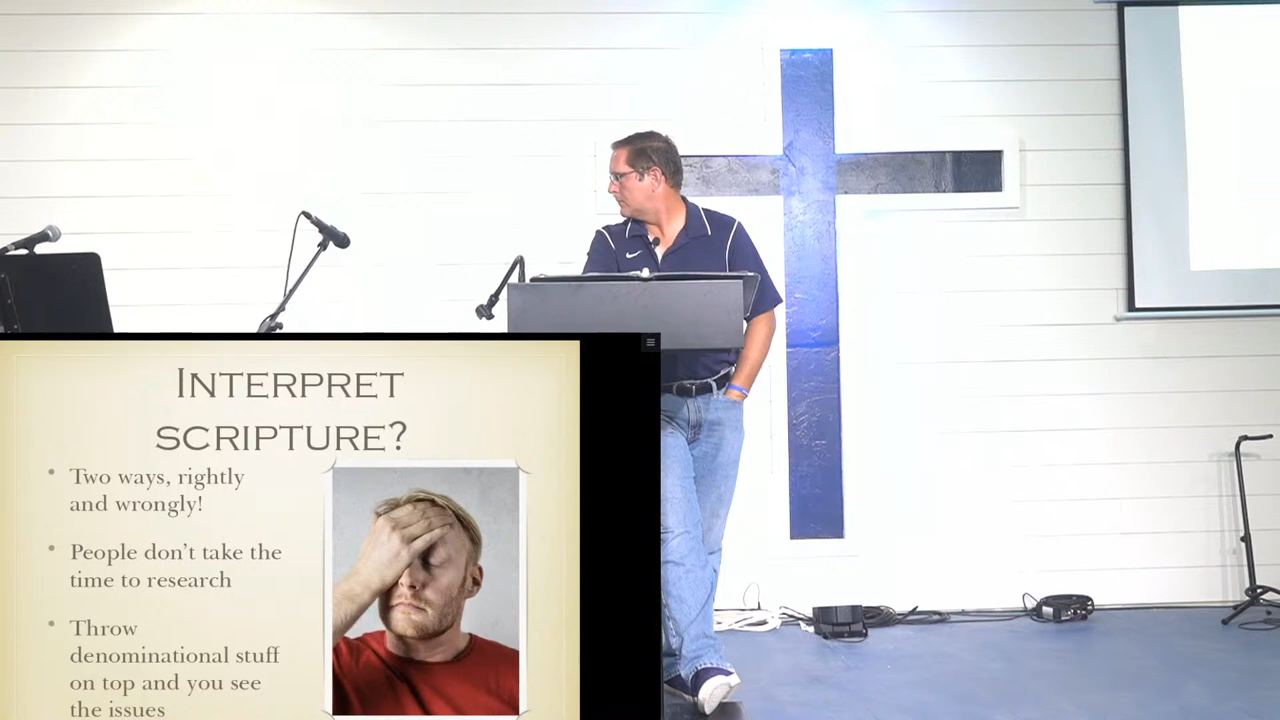 INTERPRET
SCRIPTURE?
• Two ways, rightly
and wrongly!
• People don’t take the
time to research
• Throw
denominational stuff
on top and you see
the issues